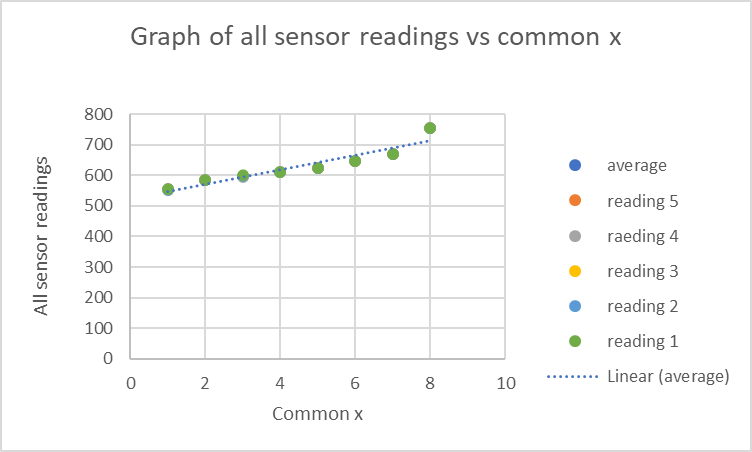 Graph of all sensor readings vs common x
All sensor readings
800
700
600
500
400
300
200
100
0
0 2 4 6 8 10
Common x
average
reading 5
raeding 4
reading 3
reading 2
reading 1
Linear (average)